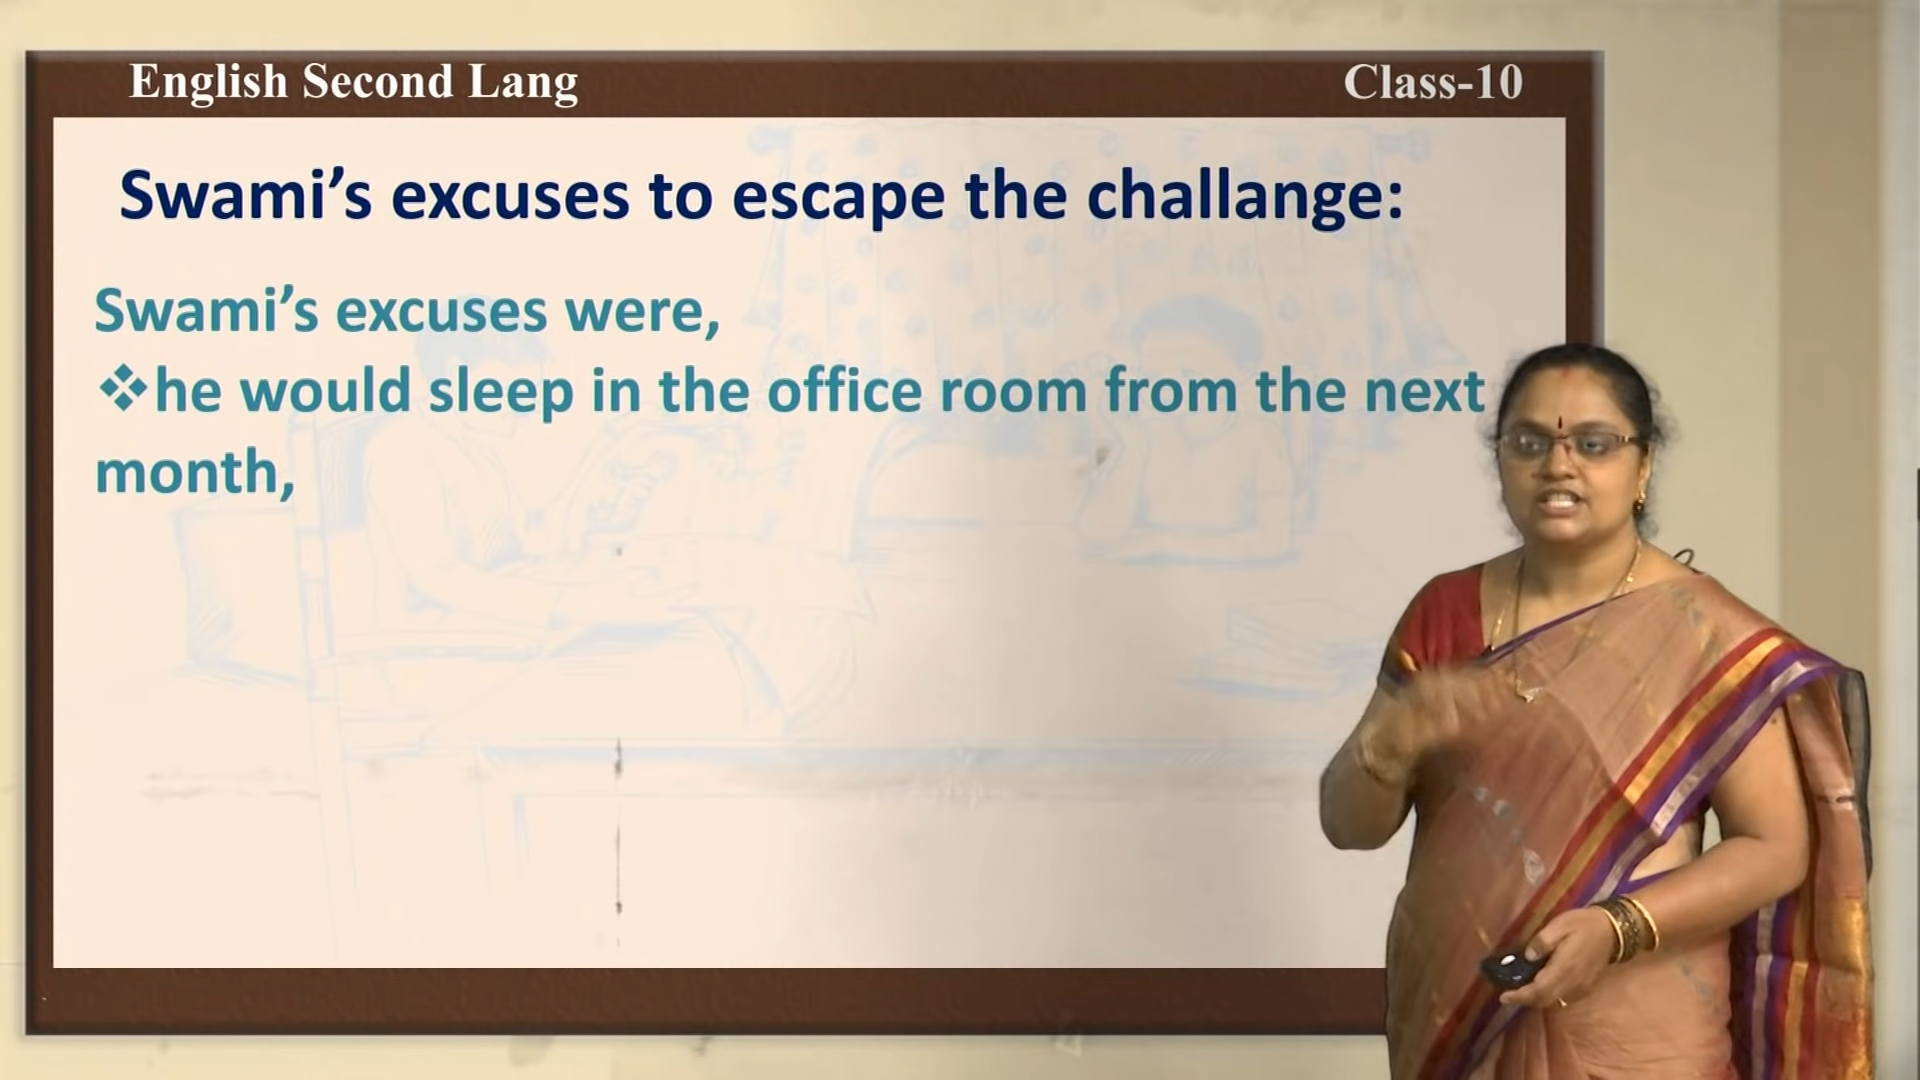 English Second Lang
Class-10
Swami’s excuses to escape the challange:
Swami’s excuses were,
❖he would sleep in the office room from the next
month,